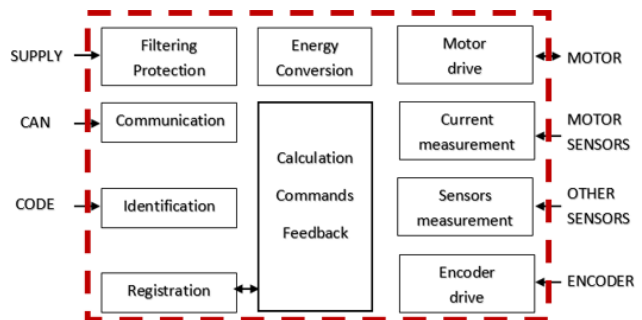 SUPPLY
Filtering
Protection
Energy
Conversion
Motor
drive
MOTOR
CAN
Communication
Calculation
Commands
Feedback
Current
measurement
MOTOR
SENSORS
CODE
Identification
Sensors
measurement
OTHER
SENSORS
Registration
Encoder
drive
ENCODER